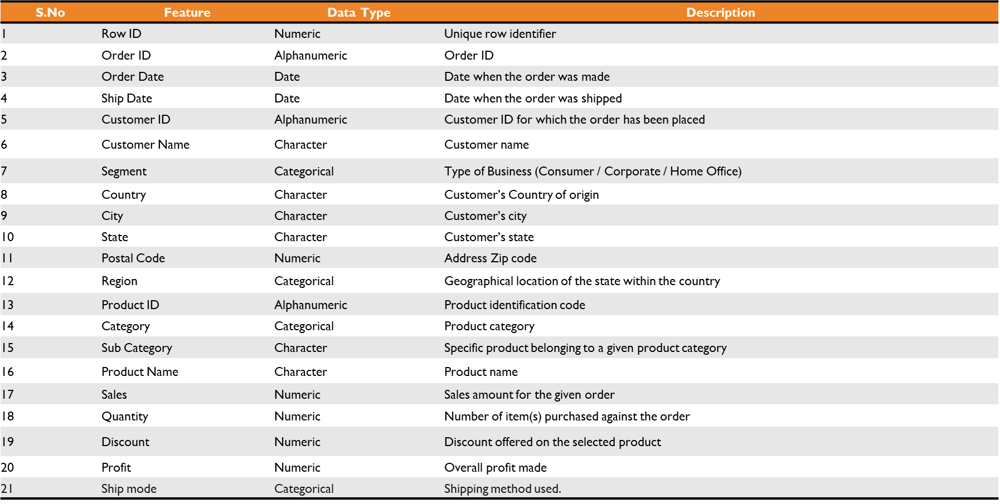 S.No Feature Data Type Description
1 Row ID Numeric Unique row identifier
2 Order ID Alphanumeric Order ID
3 Order Date Date Date when the order was made
4 Ship Date Date Date when the order was shipped
5 Customer ID Alphanumeric Customer ID for which the order has been placed
6 Customer Name Character Customer name
7 Segment Categorical Type of Business (Consumer / Corporate / Home Office)
8 Country Character Customer’s Country of origin
9 City Character Customer’s city
10 State Character Customer’s state
11 Postal Code Numeric Address Zip code
12 Region Categorical Geographical location of the state within the country
13 Product ID Alphanumeric Product identification code
14 Category Categorical Product category
15 Sub Category Character Specific product belonging to a given product category
16 Product Name Character Product name
17 Sales Numeric Sales amount for the given order
18 Quantity Numeric Number of item(s) purchased against the order
19 Discount Numeric Discount offered on the selected product
20 Profit Numeric Overall profit made
21 Ship mode Categorical Shipping method used.